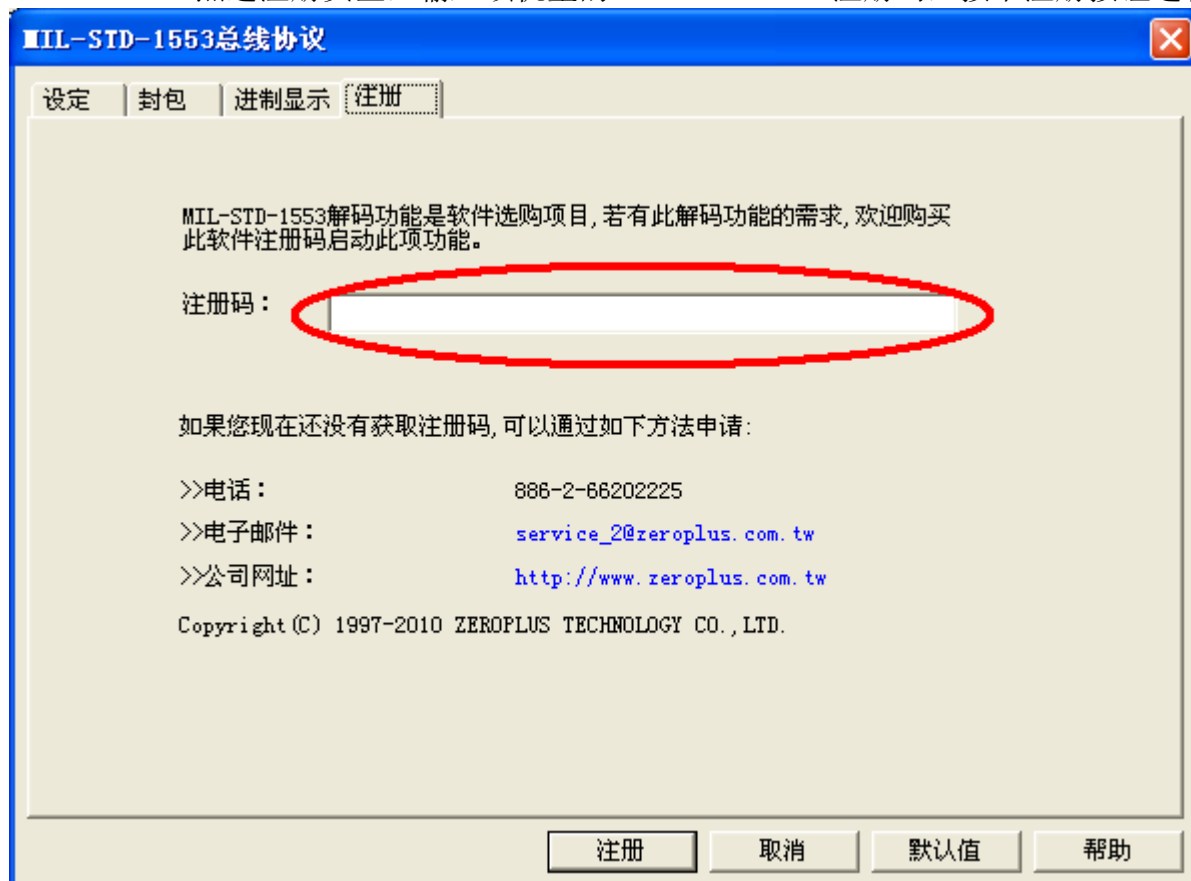 MIL-STD-1553总线协议
设定 封包 进制显示 注册
MIL-STD-1553解码功能是软件选购项目,若有此解码功能的需求,欢迎购买
此软件注册码启动此项功能。
注册码：
如果您现在还没有获取注册码,可以通过如下方法申请:
>>电话： 886-2-66202225
>>电子邮件： service_2@zeroplus.com.tw
>>公司网址： http://www.zeroplus.com.tw
Copyright(C) 1997-2010 ZEROPLUS TECHNOLOGY CO.,LTD.
注册 取消 默认值 帮助